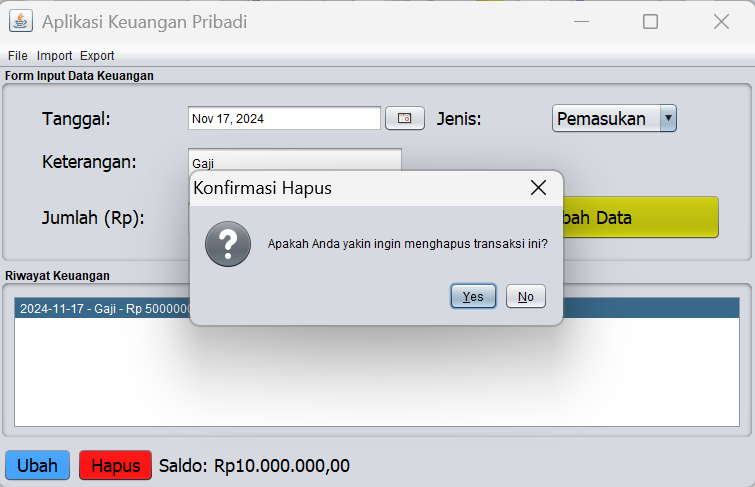 Aplikasi Keuangan Pribadi
File Import Export
Form Input Data Keuangan
Tanggal: Nov 17, 2024 Jenis: Pemasukan
Keterangan: Gaji
Konfirmasi Hapus
Jumlah (Rp): bah Data
Apakah Anda yakin ingin menghapus transaksi ini?
Yes No
Riwayat Keuangan
2024-11-17 - Gaji - Rp 5000000
Ubah Hapus Saldo: Rp10.000.000,00